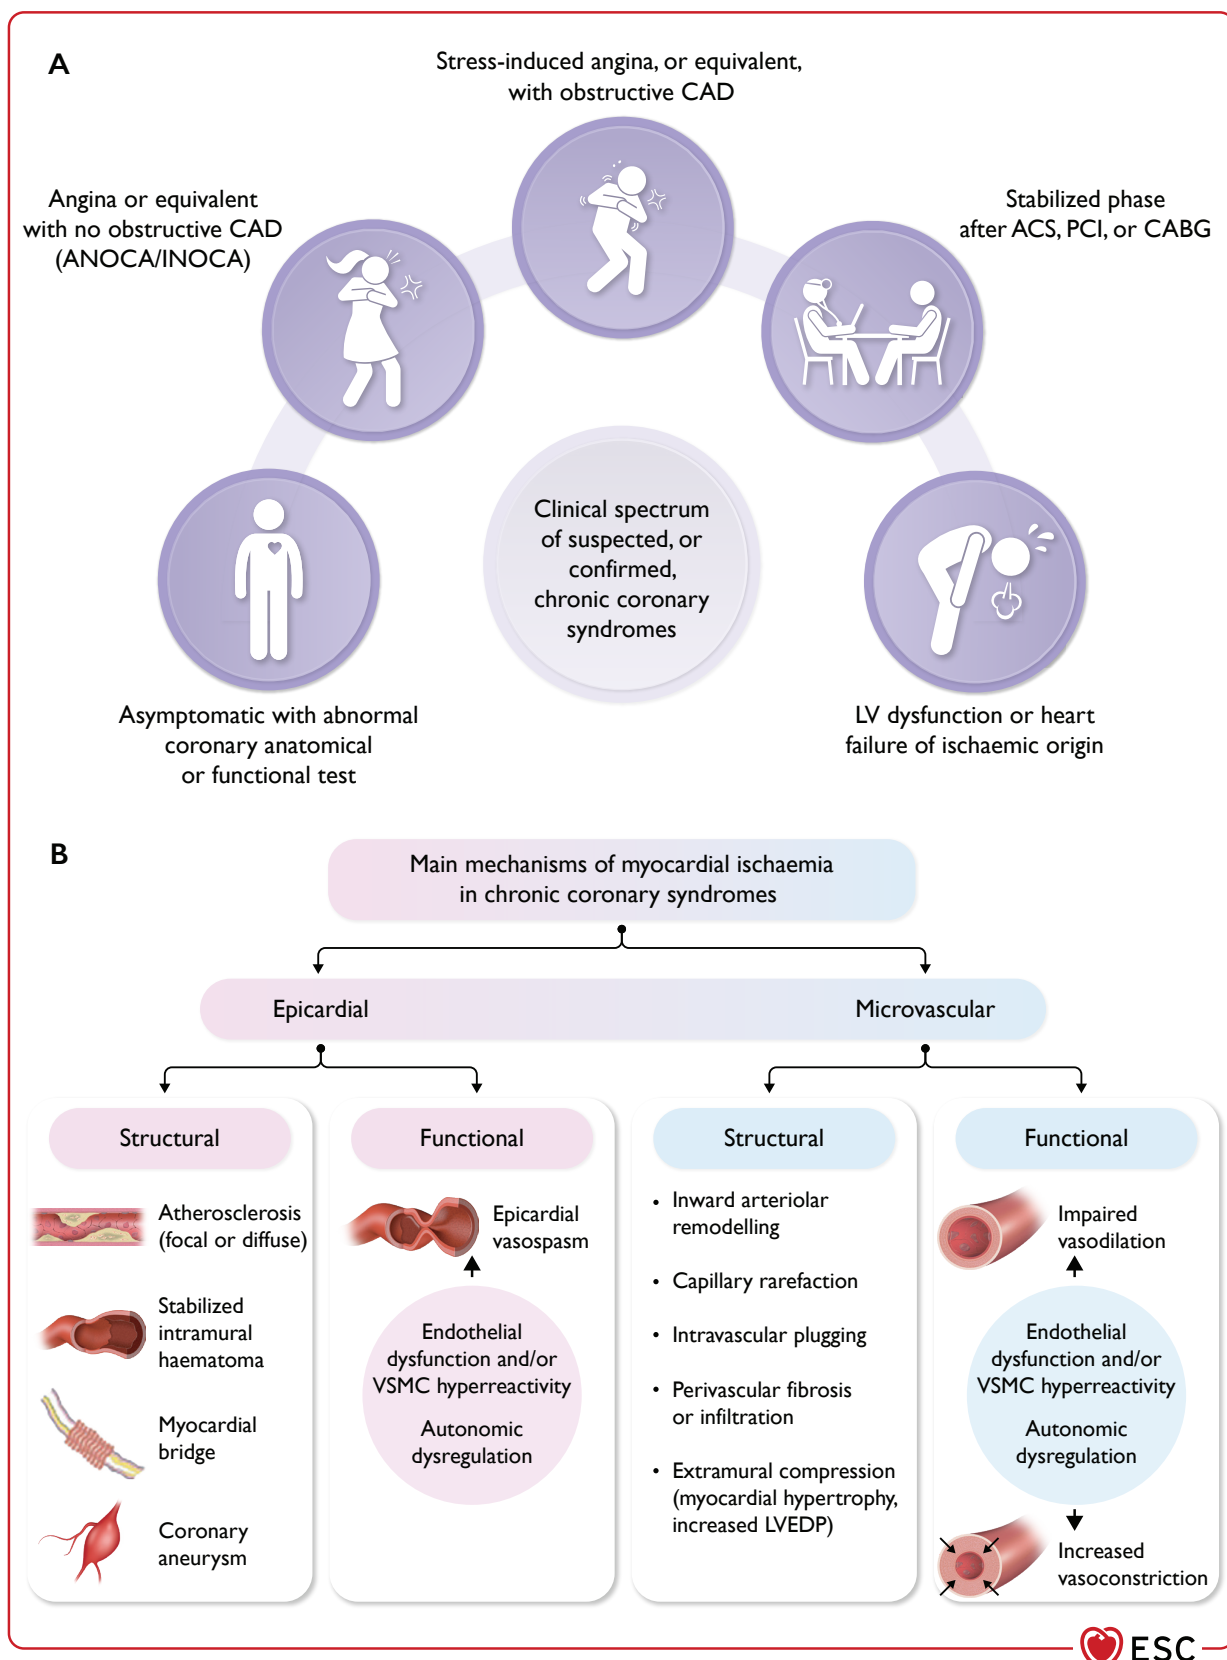 A
Stress-induced angina, or equivalent,
with obstructive CAD
Angina or equivalent
with no obstructive CAD
(ANOCA/INOCA)
Stabilized phase
after ACS, PCI, or CABG
Clinical spectrum
of suspected, or
confirmed,
chronic coronary
syndromes
Asymptomatic with abnormal
coronary anatomical
or functional test
LV dysfunction or heart
failure of ischaemic origin
B
Main mechanisms of myocardial ischaemia
in chronic coronary syndromes
Epicardial
Microvascular
Structural
Atherosclerosis
(focal or diffuse)
Stabilized
intramural
haematoma
Myocardial
bridge
Coronary
aneurysm
Functional
Epicardial
vasospasm
Endothelial
dysfunction and/or
VSMC hyperreactivity
Autonomic
dysregulation
Structural
• Inward arteriolar
remodelling
• Capillary rarefaction
• Intravascular plugging
• Perivascular fibrosis
or infiltration
• Extramural compression
(myocardial hypertrophy,
increased LVEDP)
Functional
Impaired
vasodilation
Endothelial
dysfunction and/or
VSMC hyperreactivity
Autonomic
dysregulation
Increased
vasoconstriction
ESC